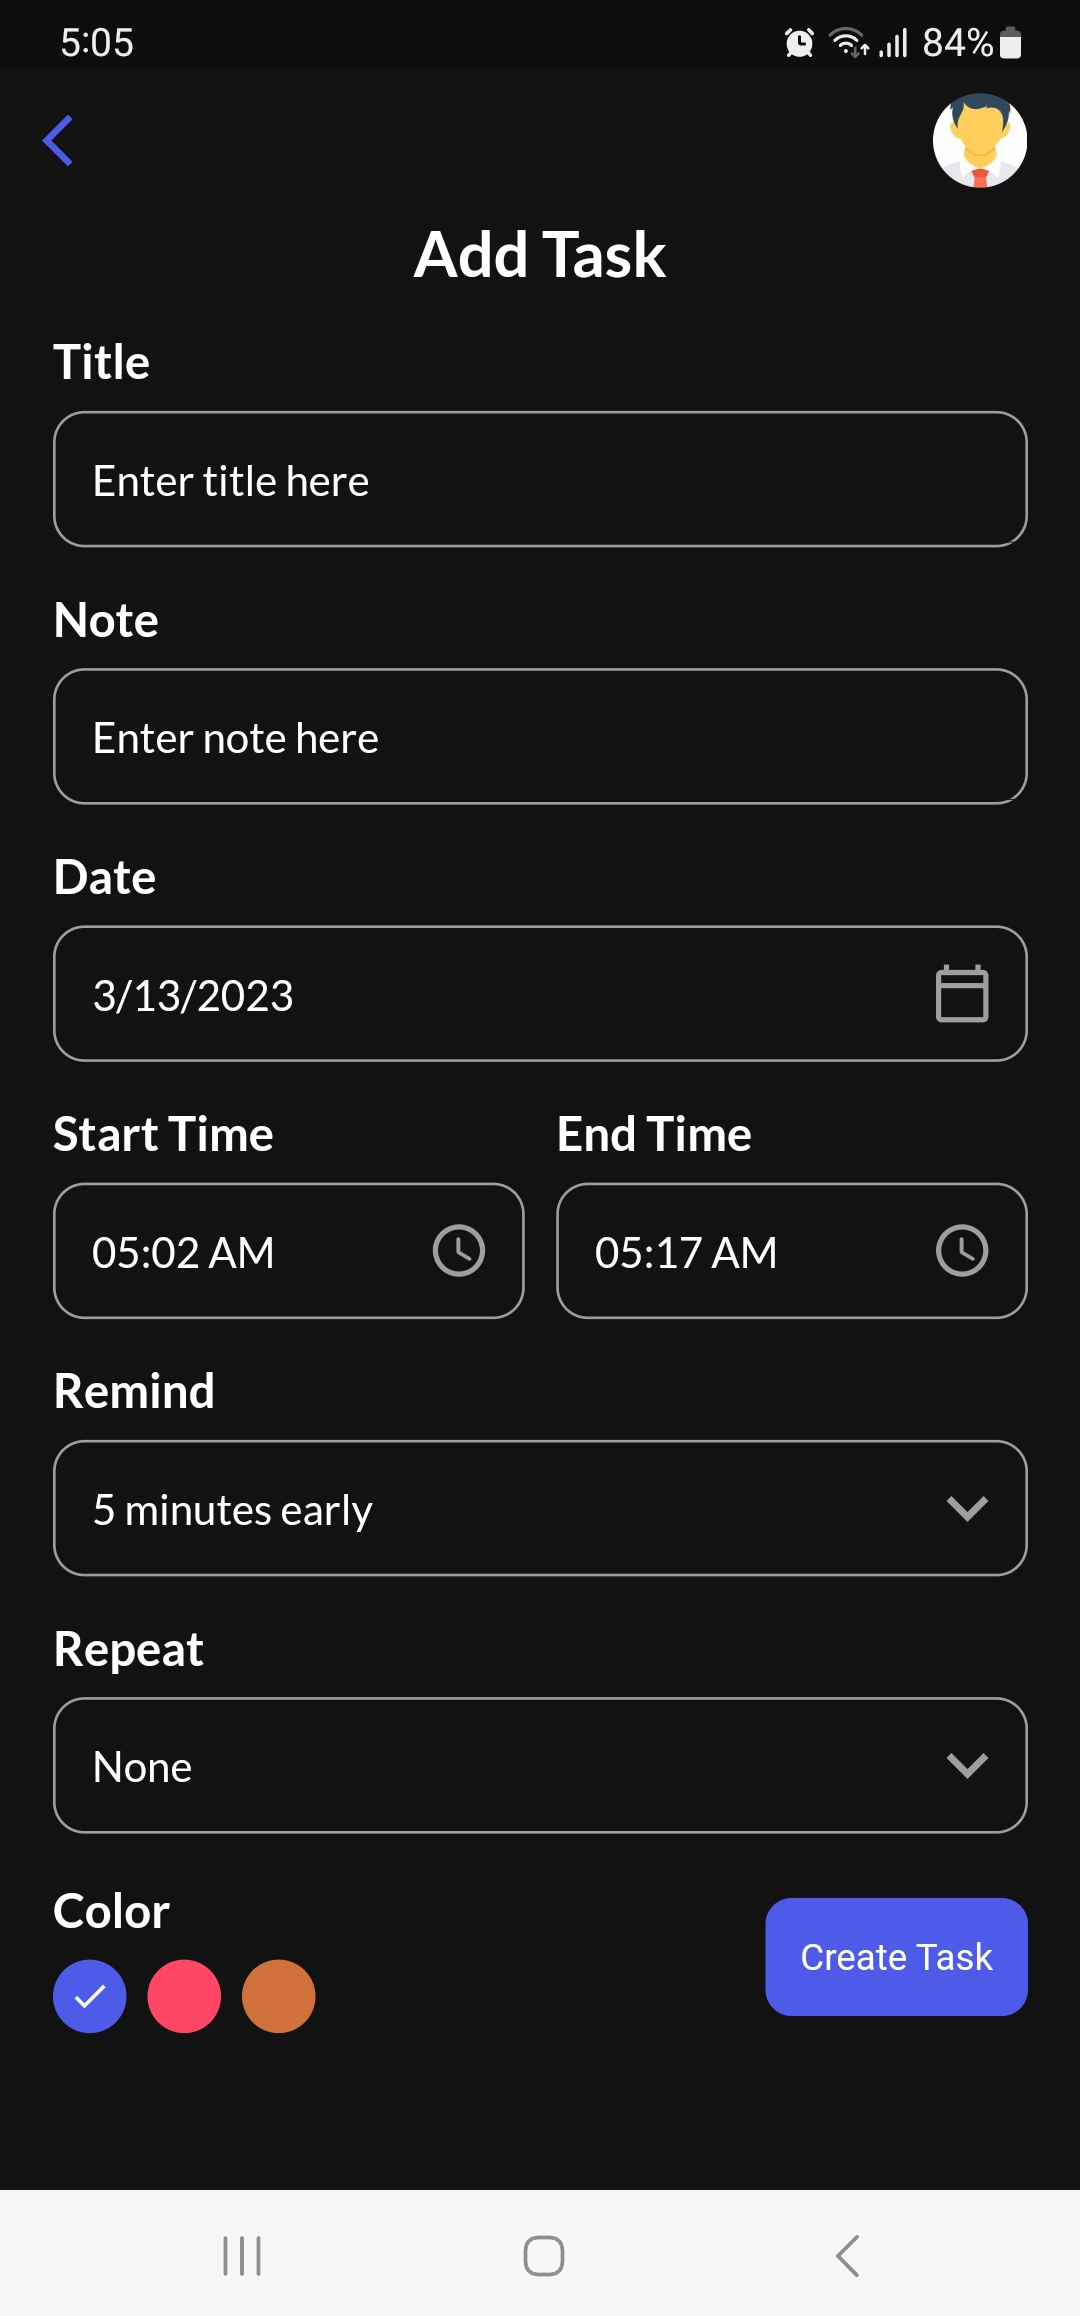 5:05 84%
Add Task
Title
Enter title here
Note
Enter note here
Date
3/13/2023
Start Time End Time
05:02 AM 05:17 AM
Remind
5 minutes early
Repeat
None
Color
Create Task